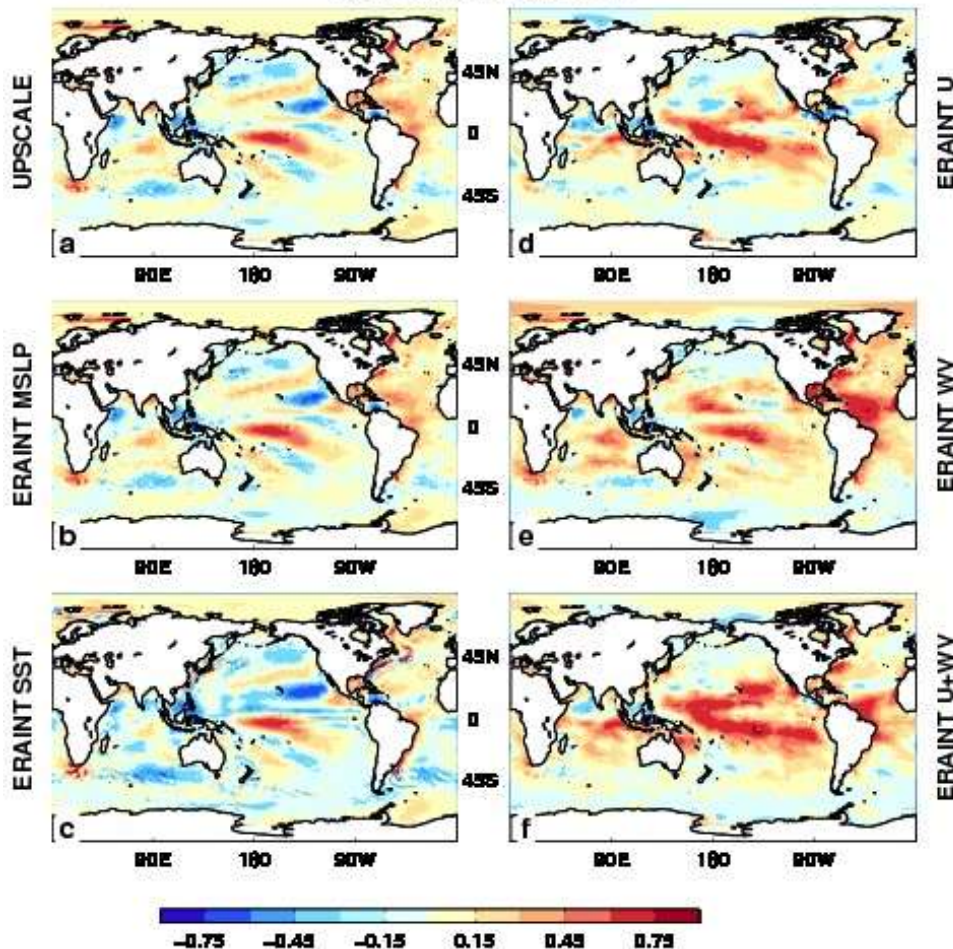 UPSCALE
a
45N
0
45S
90E
180
90W
d
ERAINT U
90E
180
90W
ERAINT MSLP
b
45N
0
45S
90E
180
90W
e
ERAINT WV
90E
180
90W
ERAINT SST
c
45N
0
45S
90E
180
90W
f
ERAINT U+WV
90E
180
90W
-0.75 -0.45 -0.15 0.15 0.45 0.75